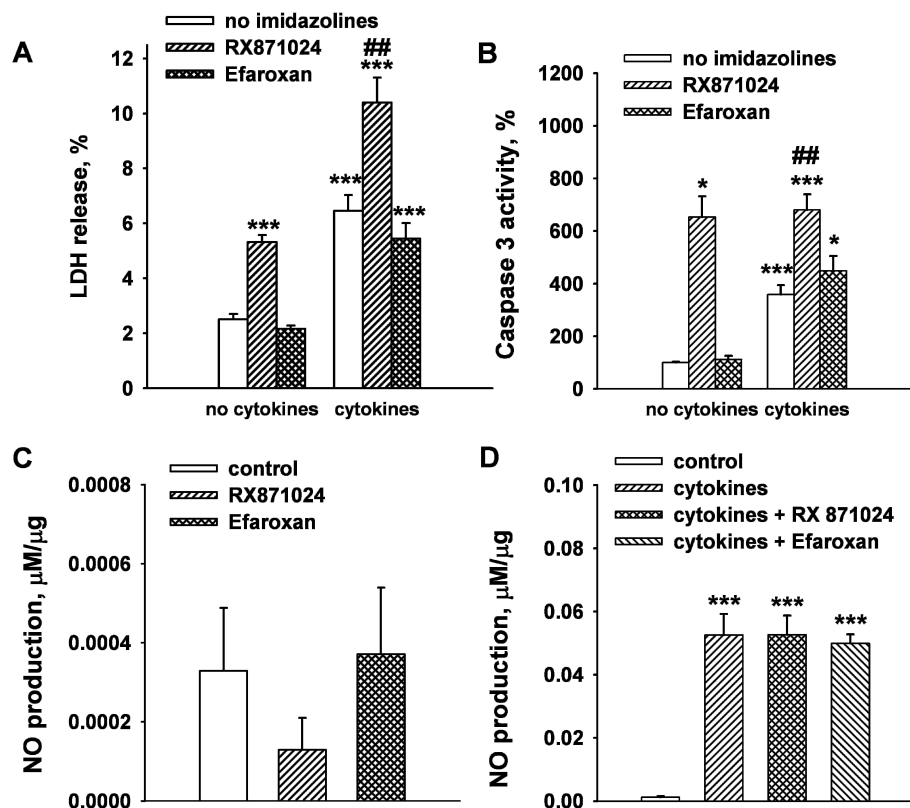 A
no imidazolines
RX871024
Efaroxan
LDH release, %
12
10
8
6
4
2
0
***
***
##
***
***
no cytokines
cytokines
B
no imidazolines
RX871024
Efaroxan
Caspase 3 activity, %
1200
1000
800
600
400
200
0
*
***
##
***
*
no cytokines
cytokines
C
control
RX871024
Efaroxan
NO production, μM/μg
0.0008
0.0006
0.0004
0.0002
0.0000
D
control
cytokines
cytokines + RX 871024
cytokines + Efaroxan
NO production, μM/μg
0.10
0.08
0.06
0.04
0.02
0.00
***
***
***